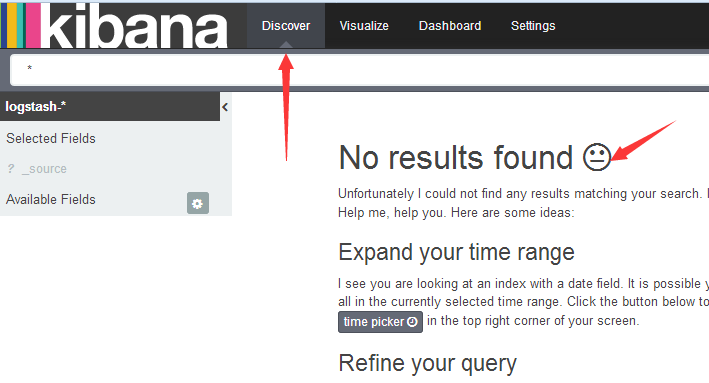 kibana Discover Visualize Dashboard Settings
*
logstash-*
Selected Fields
? _source
Available Fields
No results found
Unfortunately I could not find any results matching your search. I
Help me, help you. Here are some ideas:
Expand your time range
I see you are looking at an index with a date field. It is possible y
all in the currently selected time range. Click the button below to
time picker in the top right corner of your screen.
Refine your query